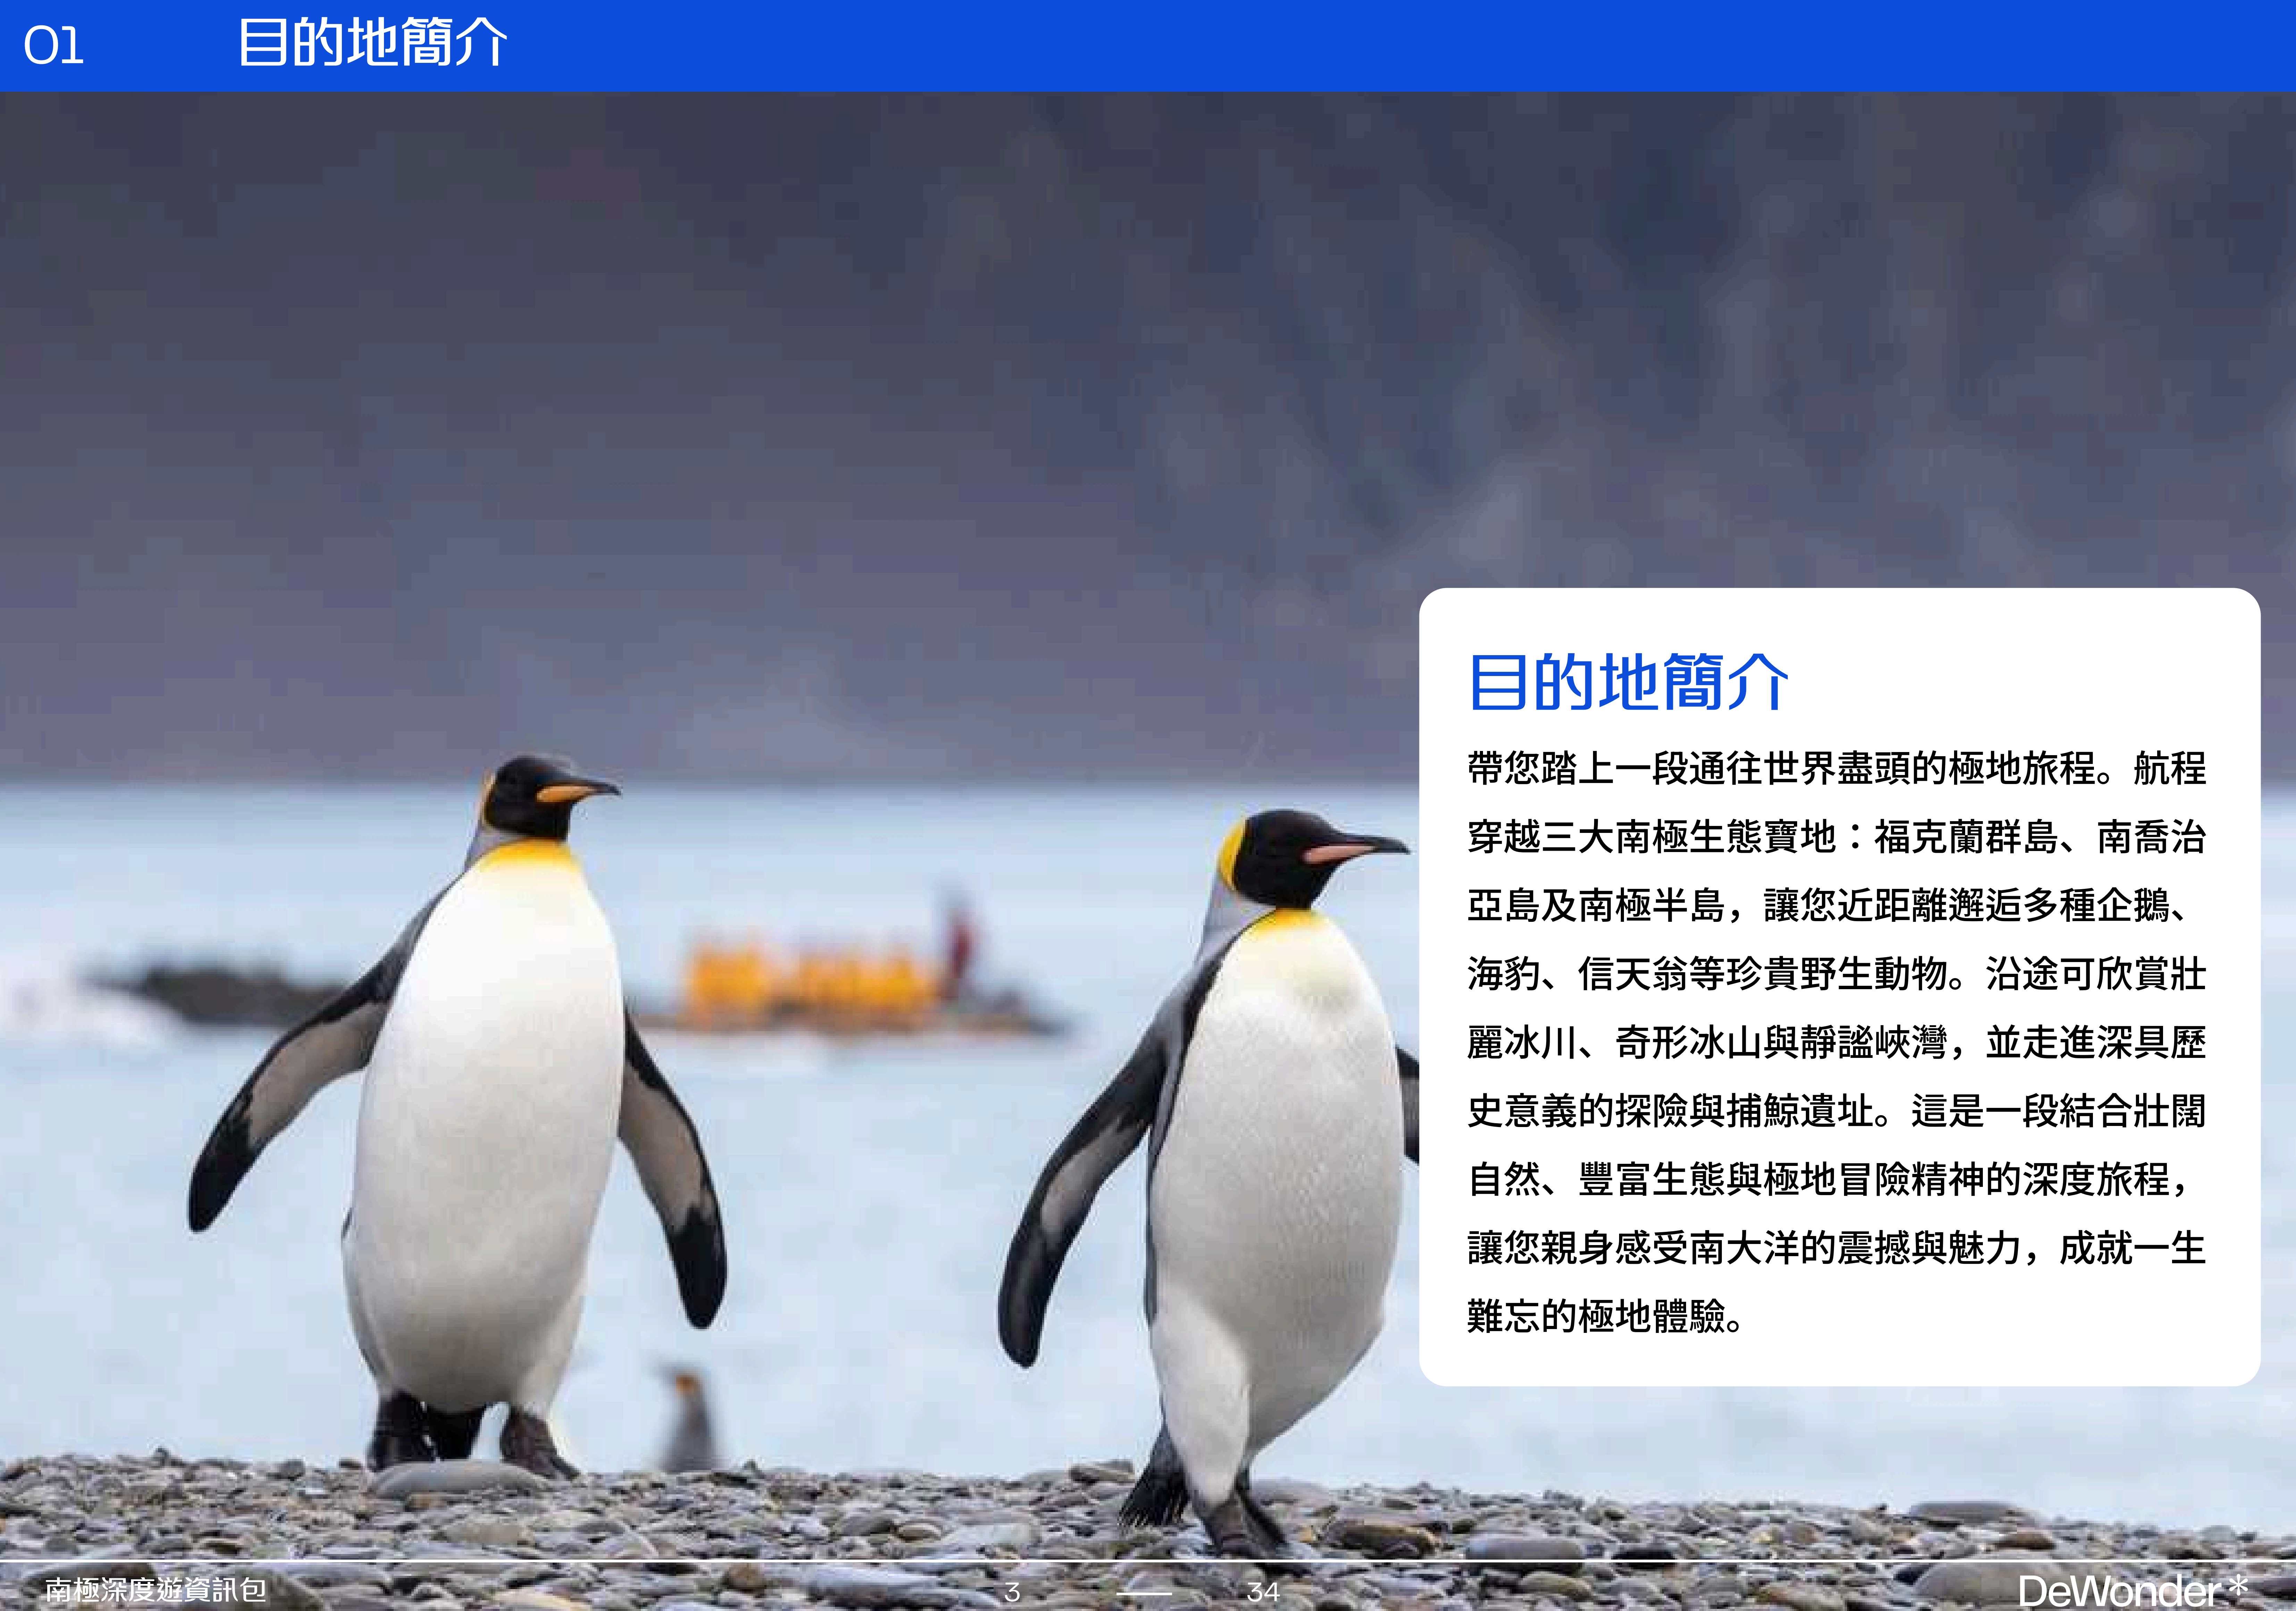 01 目的地簡介
目的地簡介
帶您踏上一段通往世界盡頭的極地旅程。航程
穿越三大南極生態寶地：福克蘭群島、南喬治
亞島及南極半島，讓您近距離邂逅多種企鵝、
海豹、信天翁等珍貴野生動物。沿途可欣賞壯
麗冰川、奇形冰山與靜謐峽灣，並走進深具歷
史意義的探險與捕鯨遺址。這是一段結合壯闊
自然、豐富生態與極地冒險精神的深度旅程，
讓您親身感受南大洋的震撼與魅力，成就一生
難忘的極地體驗。
南極深度遊資訊包 3 — 34 DeWonder*